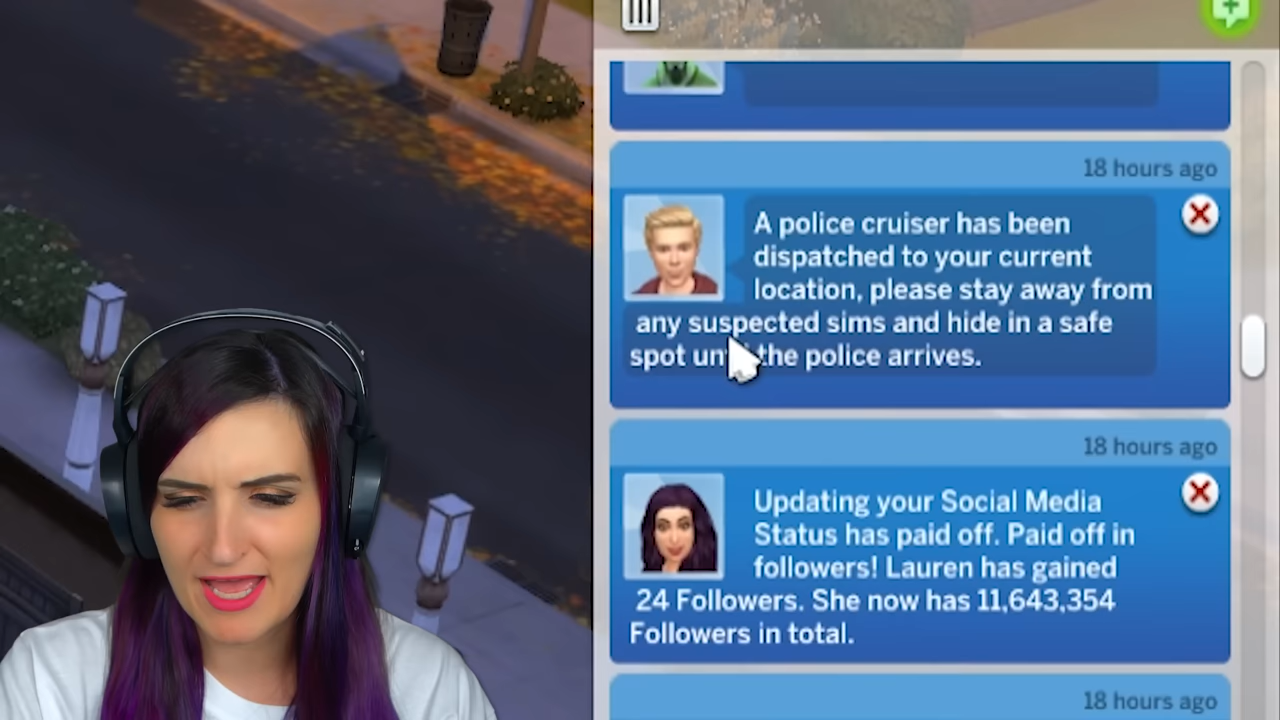 18 hours ago
A police cruiser has been
dispatched to your current
location, please stay away from
any suspected sims and hide in a safe
spot until the police arrives.
18 hours ago
Updating your Social Media
Status has paid off. Paid off in
followers! Lauren has gained
24 Followers. She now has 11,643,354
Followers in total.
18 hours ago